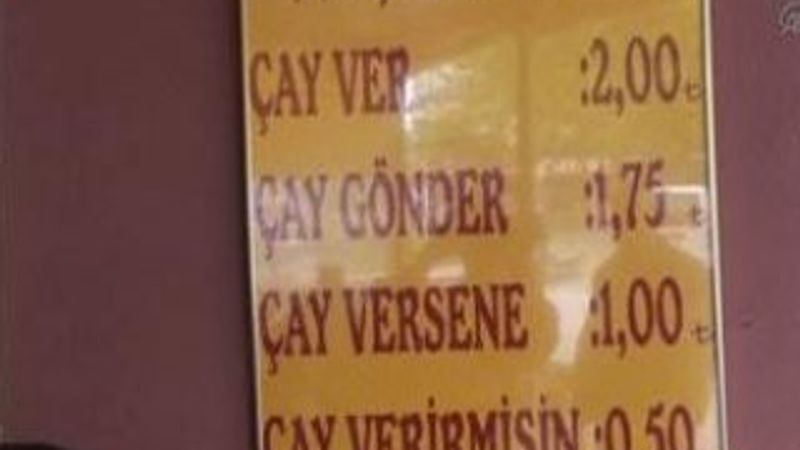 ÇAY VER :2,00 ₺
ÇAY GÖNDER :1,75 ₺
ÇAY VERSENE :1,00 ₺
ÇAY VERİRMİSİN :0,50